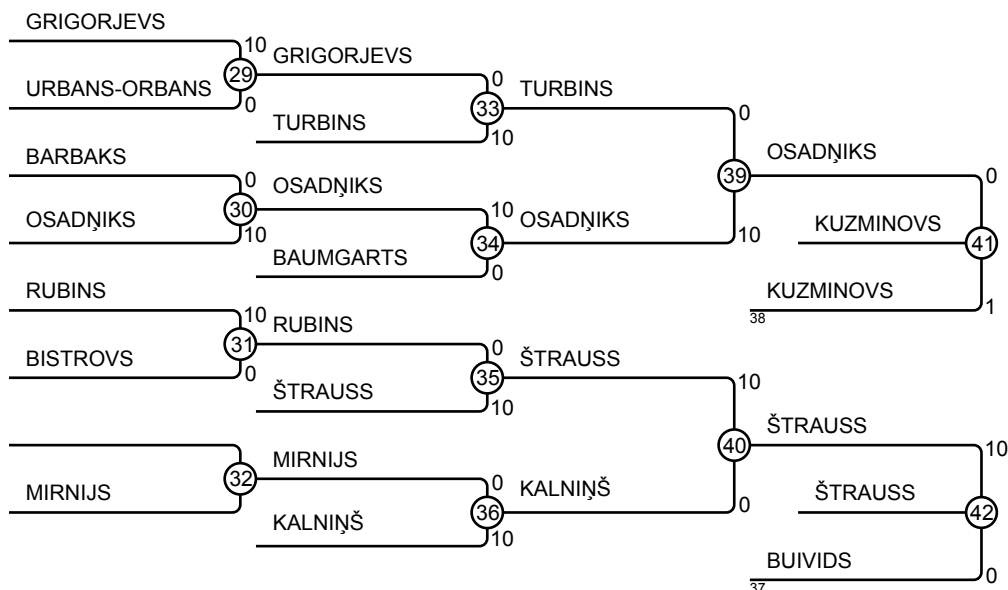 GRIGORJEVS
10
29
GRIGORJEVS
URBANS-ORBANS
0
0
33
TURBINS
TURBINS
10
0
BARBAKS
39
OSADŅIKS
0
30
OSADŅIKS
0
OSADŅIKS
10
10
34
OSADŅIKS
10
KUZMINOVS
41
BAUMGARTS
0
RUBINS
10
KUZMINOVS
38
1
31
RUBINS
BISTROVS
0
0
35
ŠTRAUSS
ŠTRAUSS
10
10
40
ŠTRAUSS
10
32
MIRNIJS
MIRNIJS
0
36
KALNIŅŠ
0
ŠTRAUSS
42
KALNIŅŠ
10
BUIVIDS
37
0